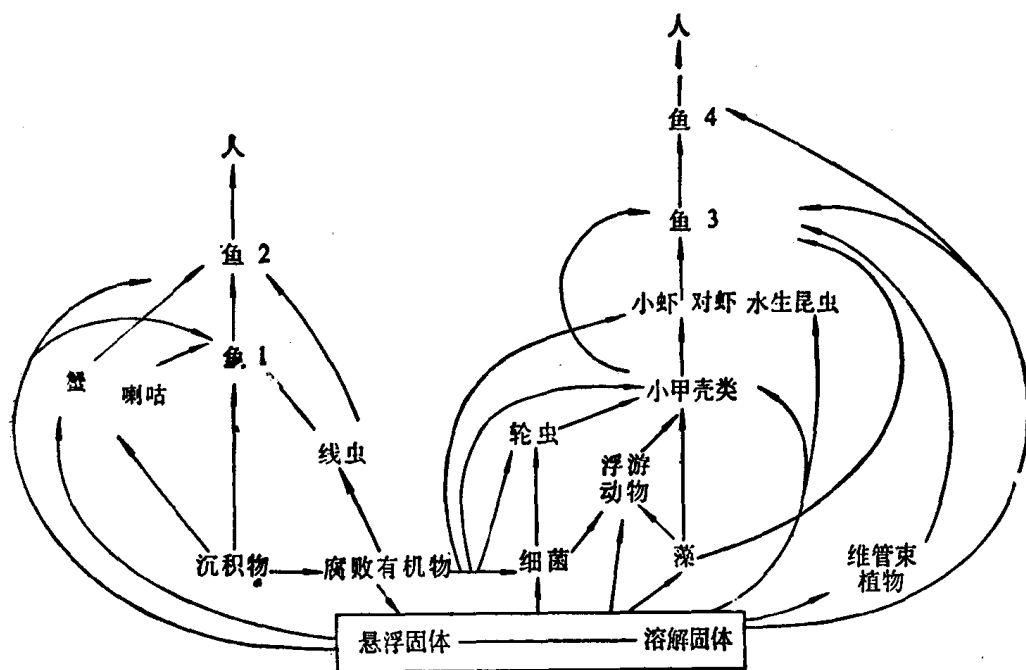 人
鱼 4
人
鱼 3
鱼 2
小虾 对虾 水生昆虫
鱼 1
蟹
喇咕
小甲壳类
轮虫
线虫
浮游
动物
沉积物
腐败有机物
细菌
藻
维管束
植物
悬浮固体
溶解固体